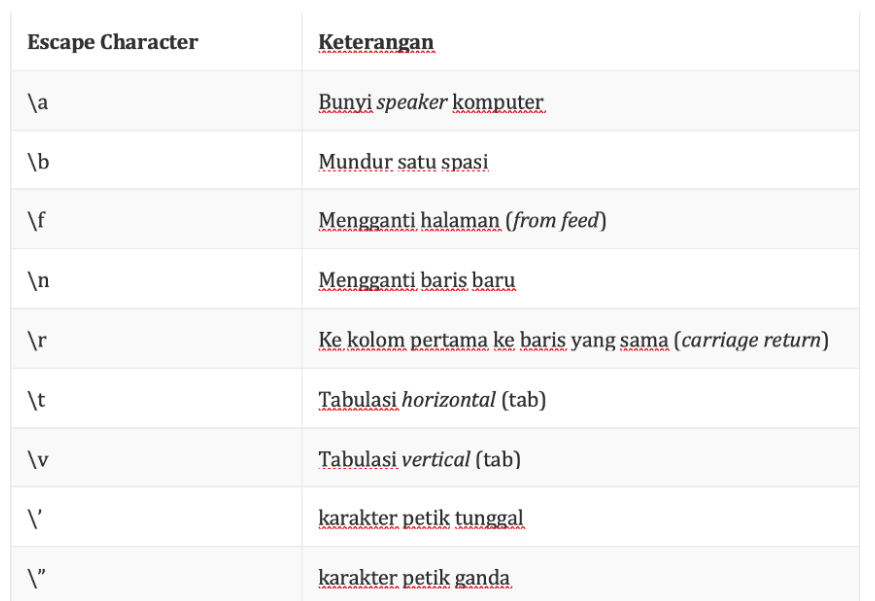 Escape Character Keterangan
\a Bunyi speaker komputer
\b Mundur satu spasi
\f Mengganti halaman (from feed)
\n Mengganti baris baru
\r Ke kolom pertama ke baris yang sama (carriage return)
\t Tabulasi horizontal (tab)
\v Tabulasi vertical (tab)
\’ karakter petik tunggal
\” karakter petik ganda